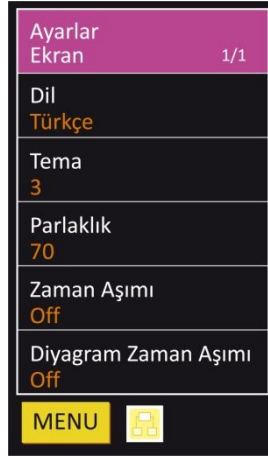 Ayarlar
Ekran 1/1
Dil
Türkçe
Tema
3
Parlaklık
70
Zaman Aşımı
Off
Diyagram Zaman Aşımı
Off
MENU